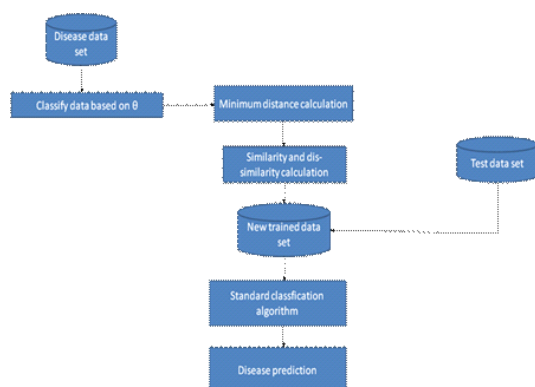 Disease data
set
Classify data based on θ
Minimum distance calculation
Similarity and dis-
similarity calculation
Test data set
New trained data
set
Standard classfication
algorithm
Disease prediction